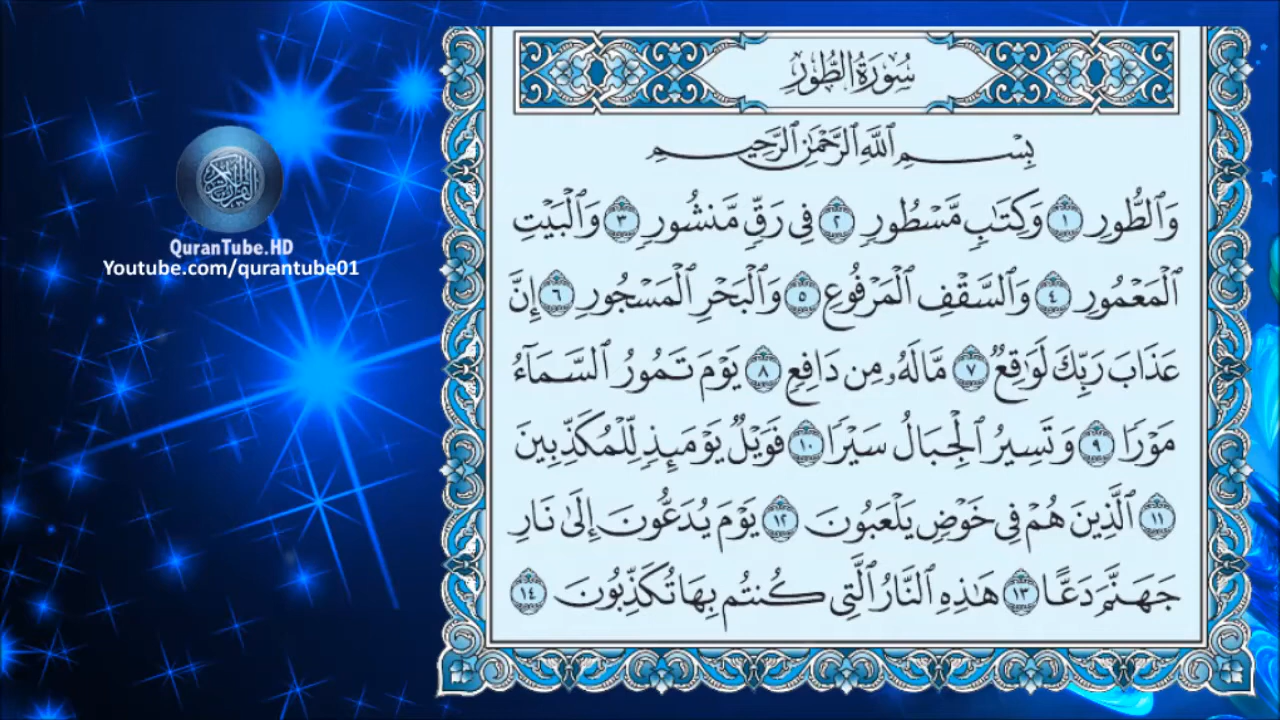 القرآن الكريم
QuranTube.HD
Youtube.com/qurantube01
سُورَةُ الطُّورِ
بِسْمِ ٱللَّهِ ٱلرَّحْمَٰنِ ٱلرَّحِيمِ
وَٱلطُّورِ ١ وَكِتَٰبٍ مَّسْطُورٍ ٢ فِي رَقٍّ مَّنشُورٍ ٣ وَٱلْبَيْتِ
ٱلْمَعْمُورِ ٤ وَٱلسَّقْفِ ٱلْمَرْفُوعِ ٥ وَٱلْبَحْرِ ٱلْمَسْجُورِ ٦ إِنَّ
عَذَابَ رَبِّكَ لَوَٰقِعٌ ٧ مَّا لَهُۥ مِن دَافِعٍ ٨ يَوْمَ تَمُورُ ٱلسَّمَآءُ
مَوْرًا ٩ وَتَسِيرُ ٱلْجِبَالُ سَيْرًا ١٠ فَوَيْلٌ يَوْمَئِذٍ لِّلْمُكَذِّبِينَ
١١ ٱلَّذِينَ هُمْ فِي خَوْضٍ يَلْعَبُونَ ١٢ يَوْمَ يُدَعُّونَ إِلَىٰ نَارِ
جَهَنَّمَ دَعًّا ١٣ هَٰذِهِ ٱلنَّارُ ٱلَّتِي كُنتُم بِهَا تُكَذِّبُونَ ١٤